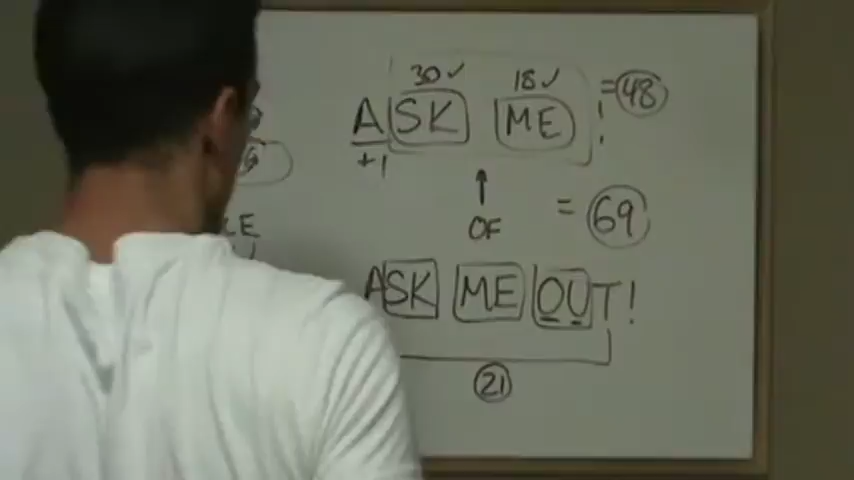 30✓ 18✓
ASK ME! =48
+1
↑
OF = 69
ASK ME OUT!
21